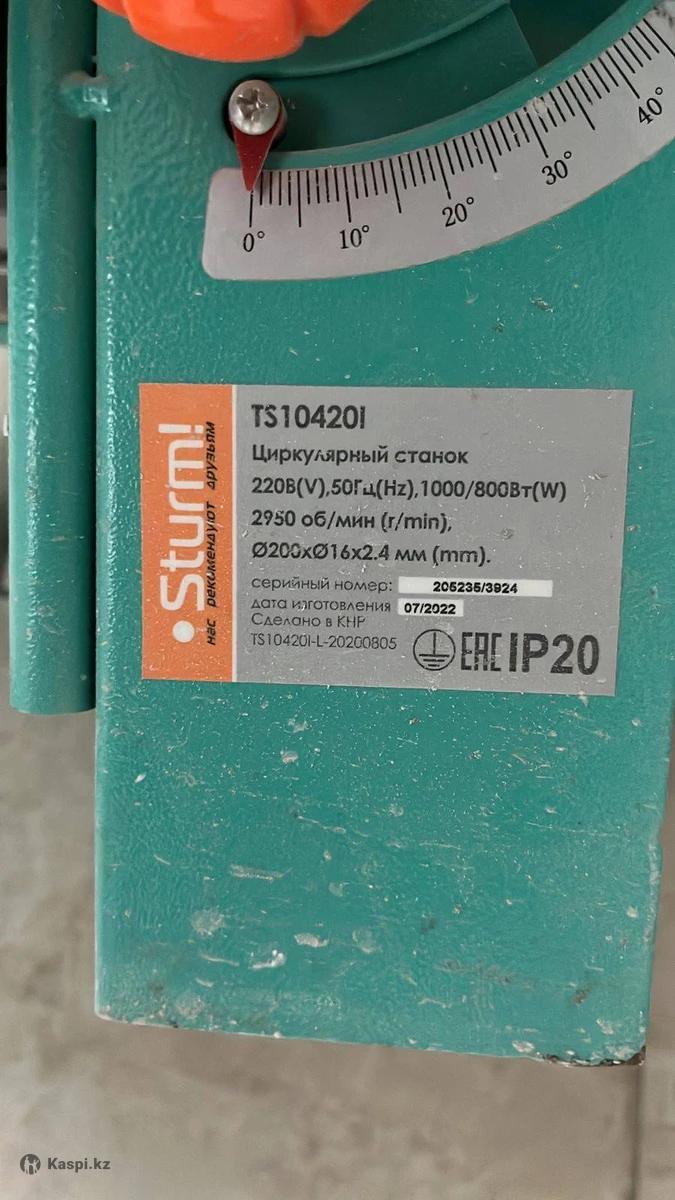 0° 10° 20° 30° 40°
•Sturm!
нас рекомендуют друзьям
TS10420I
Циркулярный станок
220В(V),50Гц(Hz),1000/800Вт(W)
2950 об/мин (r/min),
Ø200xØ16x2.4 мм (mm).
серийный номер: 205235/3924
дата изготовления 07/2022
Сделано в КНР
TS10420I-L-20200805
EAC IP20
Kaspi.kz